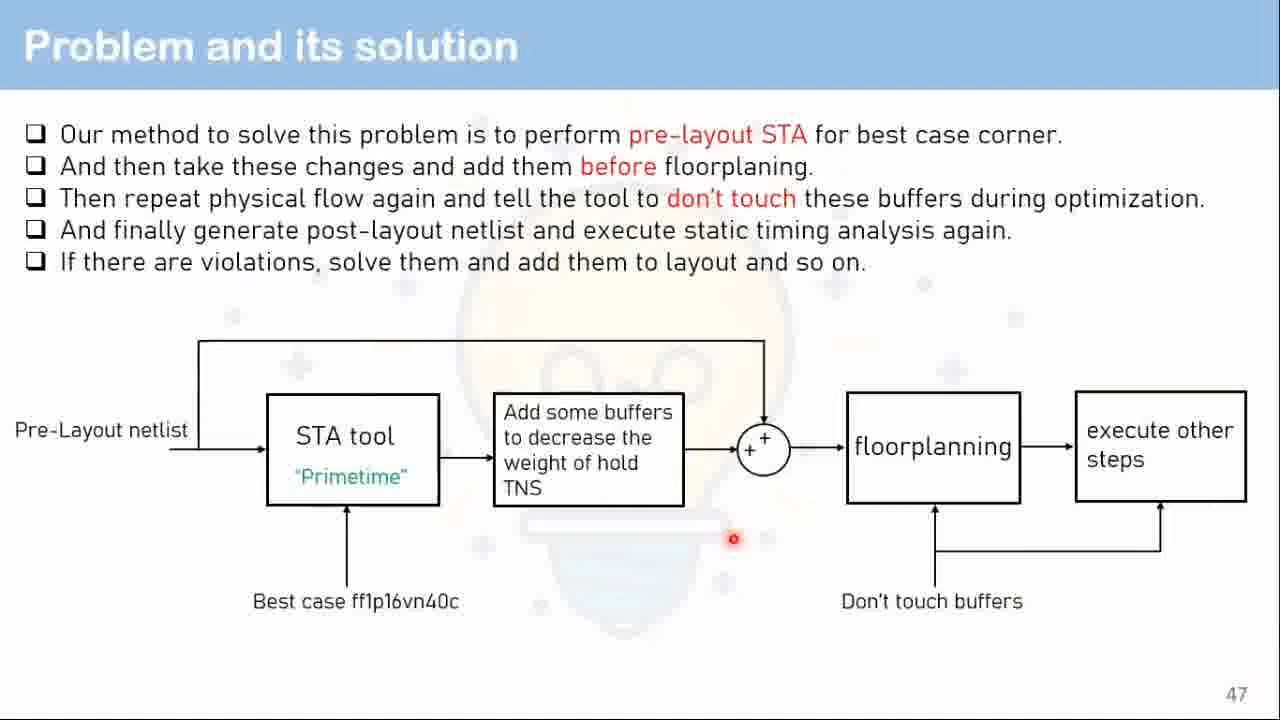 Problem and its solution
Our method to solve this problem is to perform pre-layout STA for best case corner.
And then take these changes and add them before floorplaning.
Then repeat physical flow again and tell the tool to don't touch these buffers during optimization.
And finally generate post-layout netlist and execute static timing analysis again.
If there are violations, solve them and add them to layout and so on.
Pre-Layout netlist
STA tool
"Primetime"
Add some buffers
to decrease the
weight of hold
TNS
+
+
floorplanning
execute other
steps
Best case ff1p16vn40c
Don't touch buffers
47